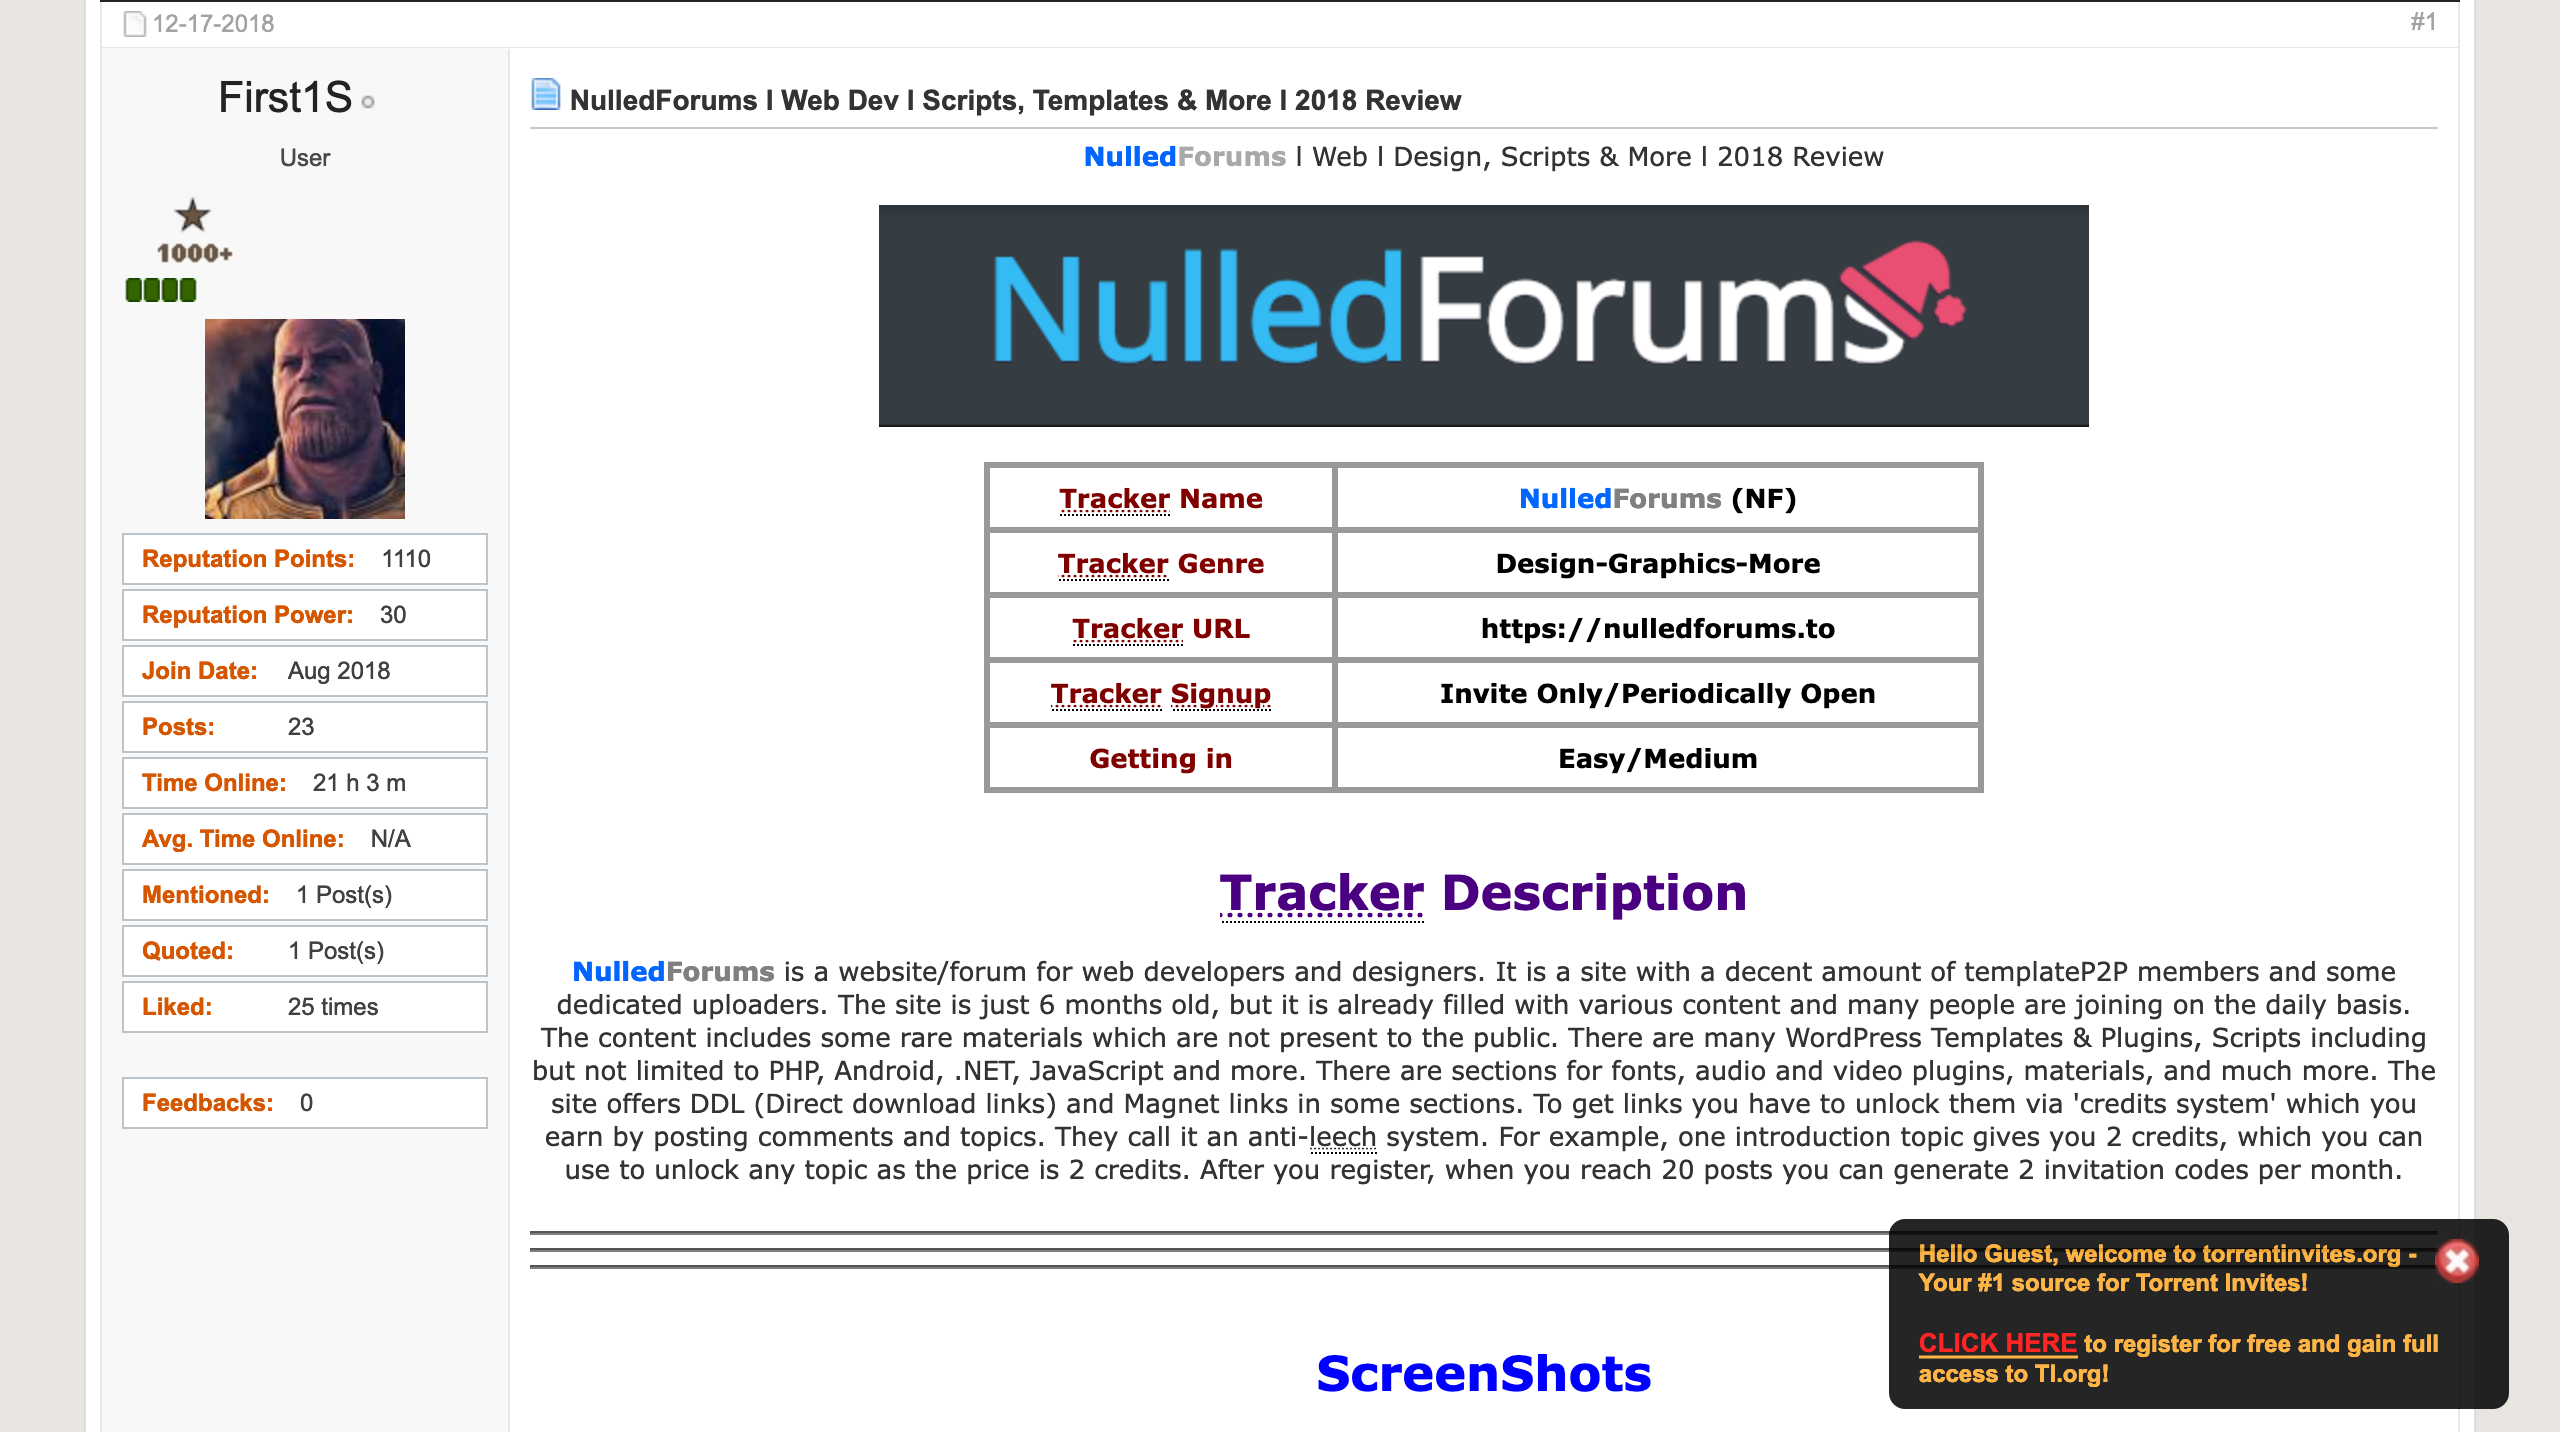 12-17-2018
#1
First1S
User
1000+
Reputation Points: 1110
Reputation Power: 30
Join Date: Aug 2018
Posts: 23
Time Online: 21 h 3 m
Avg. Time Online: N/A
Mentioned: 1 Post(s)
Quoted: 1 Post(s)
Liked: 25 times
Feedbacks: 0
NulledForums l Web Dev l Scripts, Templates & More l 2018 Review
NulledForums l Web l Design, Scripts & More l 2018 Review
NulledForums
Tracker Name NulledForums (NF)
Tracker Genre Design-Graphics-More
Tracker URL https://nulledforums.to
Tracker Signup Invite Only/Periodically Open
Getting in Easy/Medium
Tracker Description
NulledForums is a website/forum for web developers and designers. It is a site with a decent amount of templateP2P members and some
dedicated uploaders. The site is just 6 months old, but it is already filled with various content and many people are joining on the daily basis.
The content includes some rare materials which are not present to the public. There are many WordPress Templates & Plugins, Scripts including
but not limited to PHP, Android, .NET, JavaScript and more. There are sections for fonts, audio and video plugins, materials, and much more. The
site offers DDL (Direct download links) and Magnet links in some sections. To get links you have to unlock them via 'credits system' which you
earn by posting comments and topics. They call it an anti-leech system. For example, one introduction topic gives you 2 credits, which you can
use to unlock any topic as the price is 2 credits. After you register, when you reach 20 posts you can generate 2 invitation codes per month.
ScreenShots
Hello Guest, welcome to torrentinvites.org -
Your #1 source for Torrent Invites!
CLICK HERE to register for free and gain full
access to TI.org!